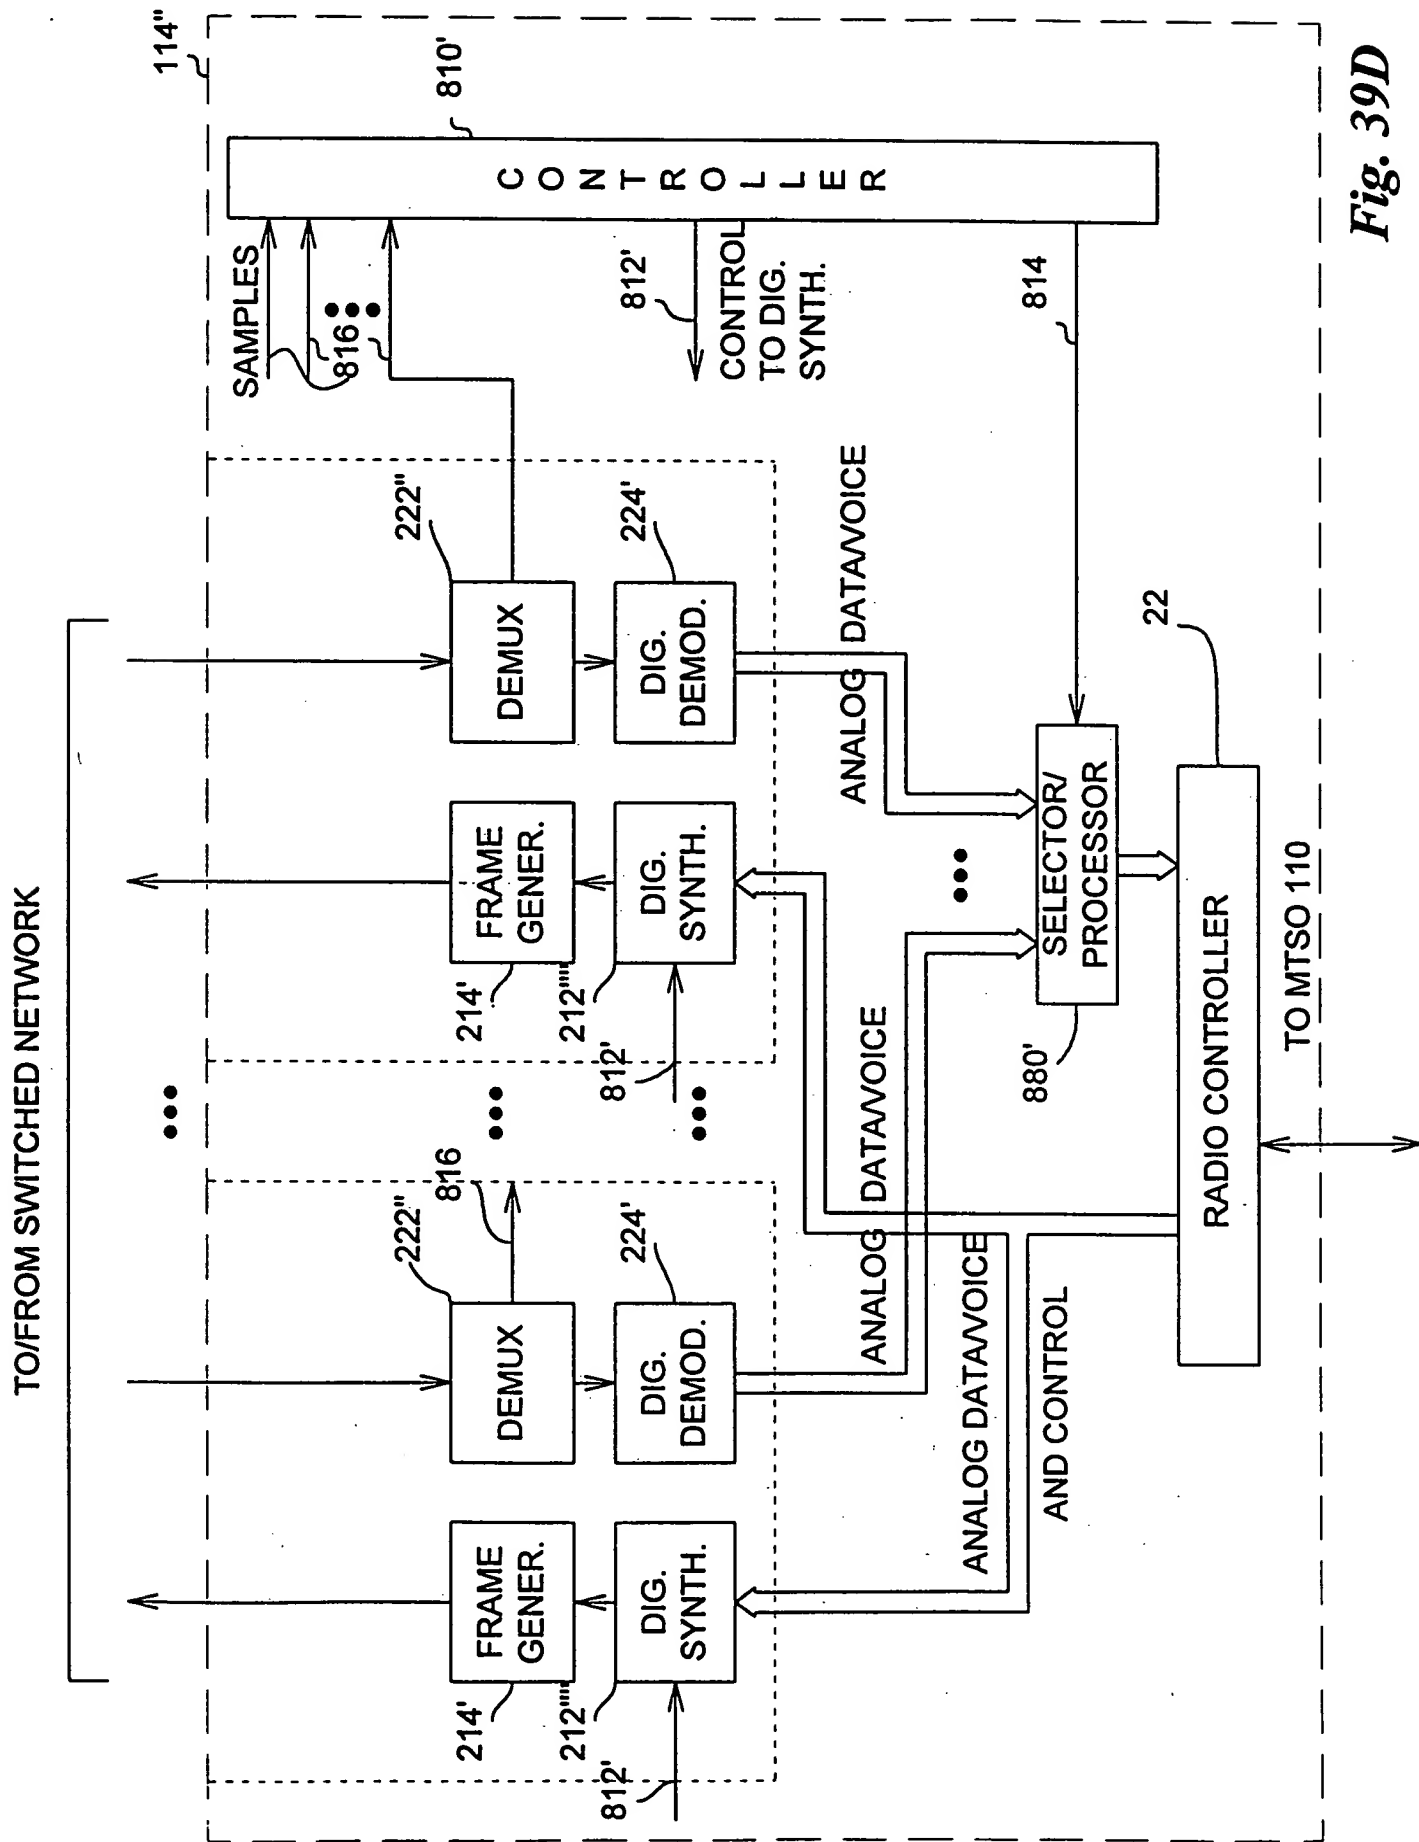 TO/FROM SWITCHED NETWORK
114"
SAMPLES
816
810'
CONTROLLER
812'
CONTROL
TO DIG.
SYNTH.
814
FRAME
GENER.
214'
DIG.
SYNTH.
212""
812'
DEMUX
222"
816
DIG.
DEMOD.
224'
FRAME
GENER.
214'
DIG.
SYNTH.
212""
812'
DEMUX
222"
DIG.
DEMOD.
224'
ANALOG DATA/VOICE
ANALOG DATA/VOICE
ANALOG DATA/VOICE
AND CONTROL
SELECTOR/
PROCESSOR
880'
RADIO CONTROLLER
22
TO MTSO 110
Fig. 39D